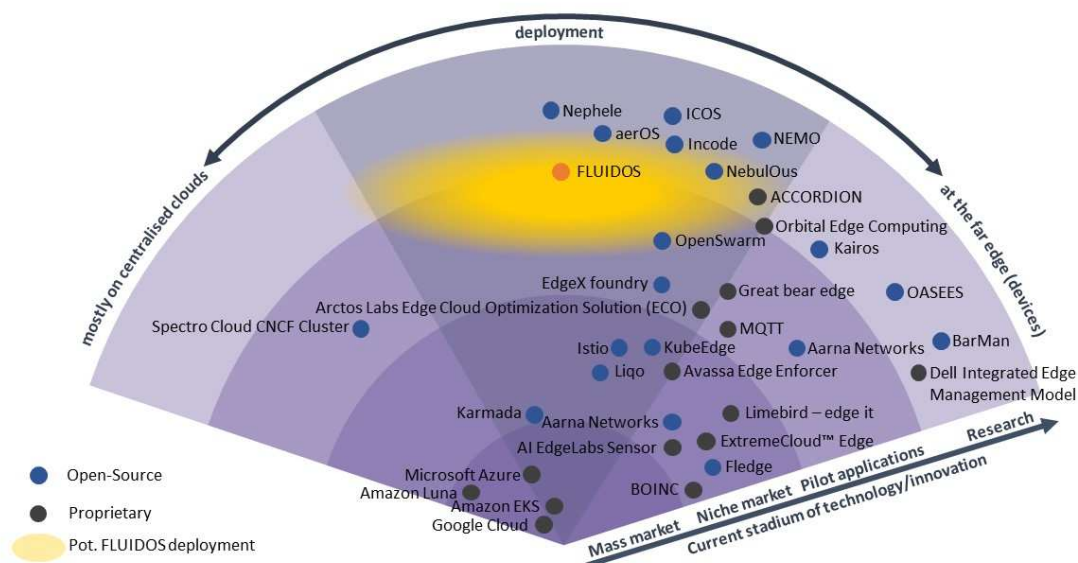 deployment
mostly on centralised clouds
at the far edge (devices)
Nephele
ICOS
aerOS
Incode
NEMO
FLUIDOS
NebulOus
ACCORDION
Orbital Edge Computing
OpenSwarm
Kairos
EdgeX foundry
Great bear edge
OASEES
Arctos Labs Edge Cloud Optimization Solution (ECO)
Spectro Cloud CNCF Cluster
MQTT
Istio
KubeEdge
Aarna Networks
BarMan
Liqo
Avassa Edge Enforcer
Dell Integrated Edge
Management Model
Karmada
Aarna Networks
Limebird – edge it
AI EdgeLabs Sensor
ExtremeCloud™ Edge
Microsoft Azure
Fledge
Amazon Luna
BOINC
Amazon EKS
Google Cloud
Mass market
Niche market
Pilot applications
Research
Current stadium of technology/innovation
Open-Source
Proprietary
Pot. FLUIDOS deployment